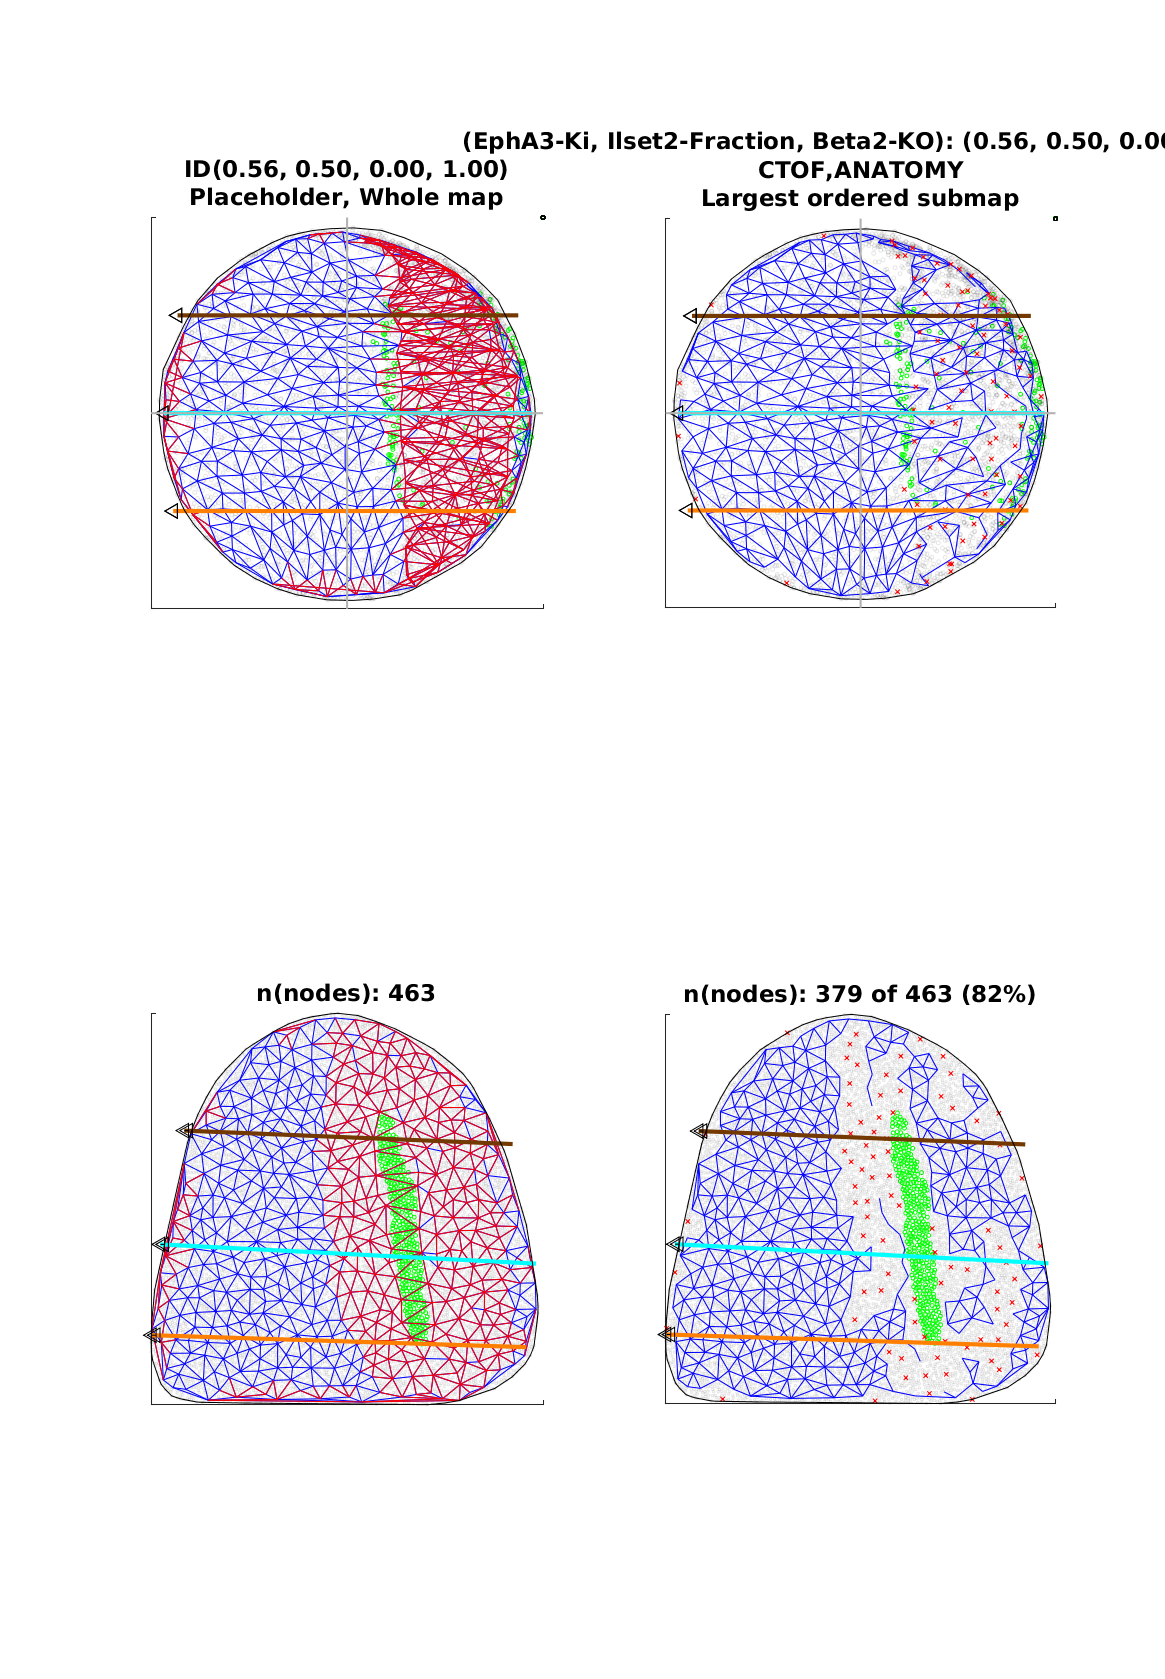 (EphA3-Ki, Ilset2-Fraction, Beta2-KO): (0.56, 0.50, 0.00
ID(0.56, 0.50, 0.00, 1.00)
Placeholder, Whole map
CTOF,ANATOMY
Largest ordered submap
n(nodes): 463
n(nodes): 379 of 463 (82%)